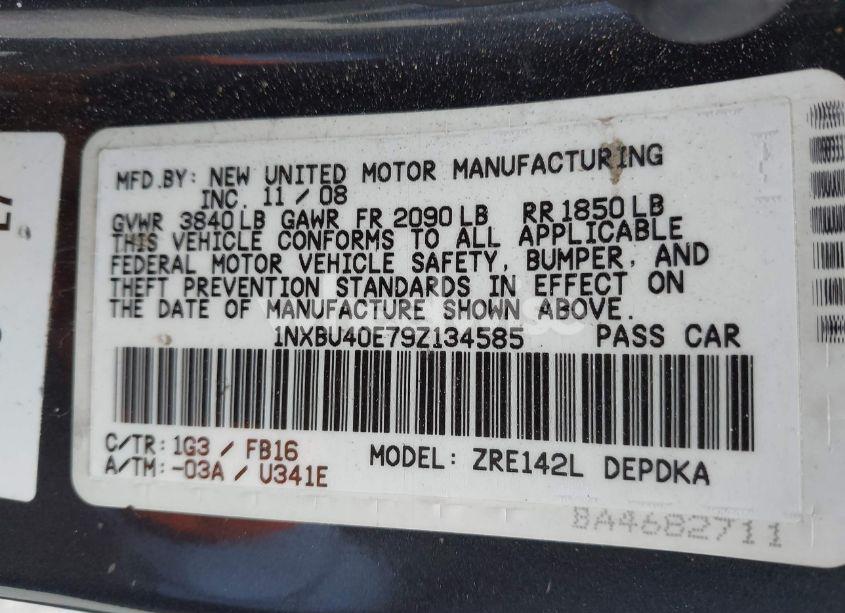 MFD.BY: NEW UNITED MOTOR MANUFACTURING
INC. 11 / 08
GVWR 3840 LB GAWR FR 2090 LB RR 1850 LB
THIS VEHICLE CONFORMS TO ALL APPLICABLE
FEDERAL MOTOR VEHICLE SAFETY, BUMPER, AND
THEFT PREVENTION STANDARDS IN EFFECT ON
THE DATE OF MANUFACTURE SHOWN ABOVE.
1NXBU40E79Z134585 PASS CAR
C/TR: 1G3 / FB16
A/TM: -03A / U341E
MODEL: ZRE142L DEPDKA
BA4682711